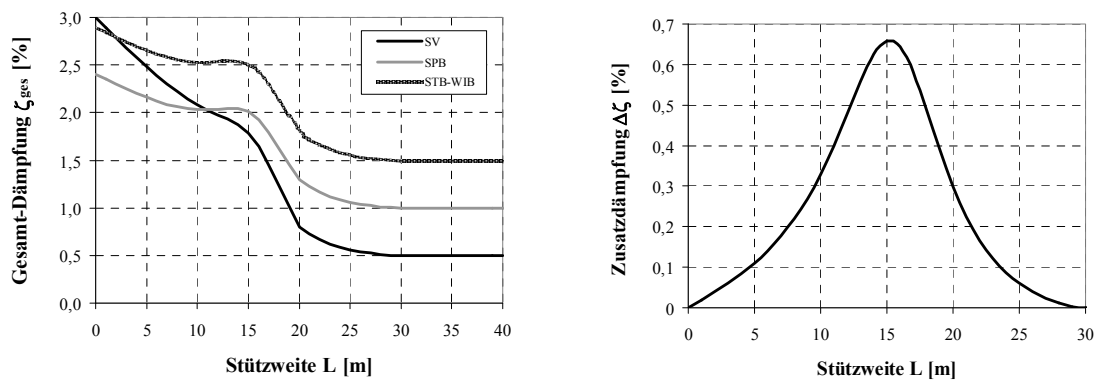 Gesamt-Dämpfung ζges [%]
3,0
2,5
2,0
1,5
1,0
0,5
0,0
SV
SPB
STB-WIB
0 5 10 15 20 25 30 35 40
Stützweite L [m]
Zusatzdämpfung Δζ [%]
0,7
0,6
0,5
0,4
0,3
0,2
0,1
0
0 5 10 15 20 25 30
Stützweite L [m]